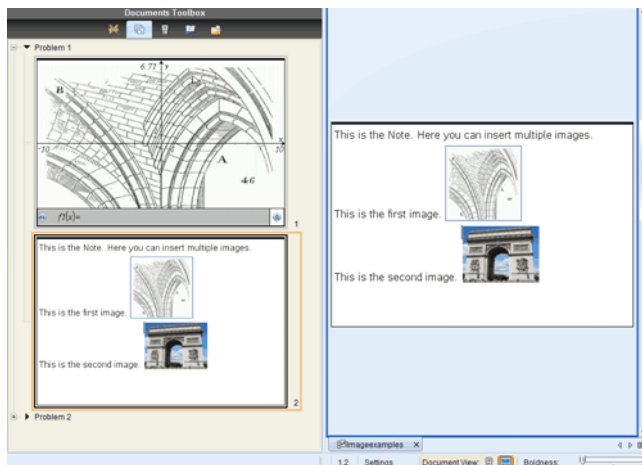 Documents Toolbox
Problem 1
6.71 y
B
D
x
-10
1
10
A
46
f1(x)=
1
This is the Note. Here you can insert multiple images.
This is the first image.
This is the second image.
2
Problem 2
This is the Note. Here you can insert multiple images.
This is the first image.
This is the second image.
Imageexamples
1.2 Settings Document View: Boldness: